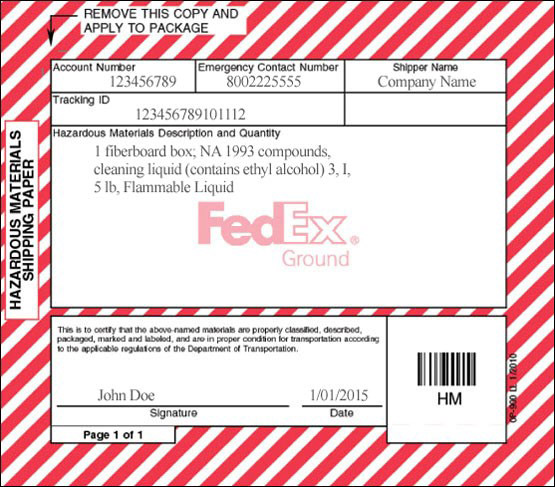 REMOVE THIS COPY AND
APPLY TO PACKAGE
Account Number
123456789
Emergency Contact Number
8002225555
Shipper Name
Company Name
Tracking ID
123456789101112
Hazardous Materials Description and Quantity
1 fiberboard box; NA 1993 compounds,
cleaning liquid (contains ethyl alcohol) 3, I,
5 lb, Flammable Liquid
FedEx®
Ground
HAZARDOUS MATERIALS
SHIPPING PAPER
This is to certify that the above-named materials are properly classified, described,
packaged, marked and labeled, and are in proper condition for transportation according
to the applicable regulations of the Department of Transportation.
John Doe
1/01/2015
Signature
Date
HM
Page 1 of 1